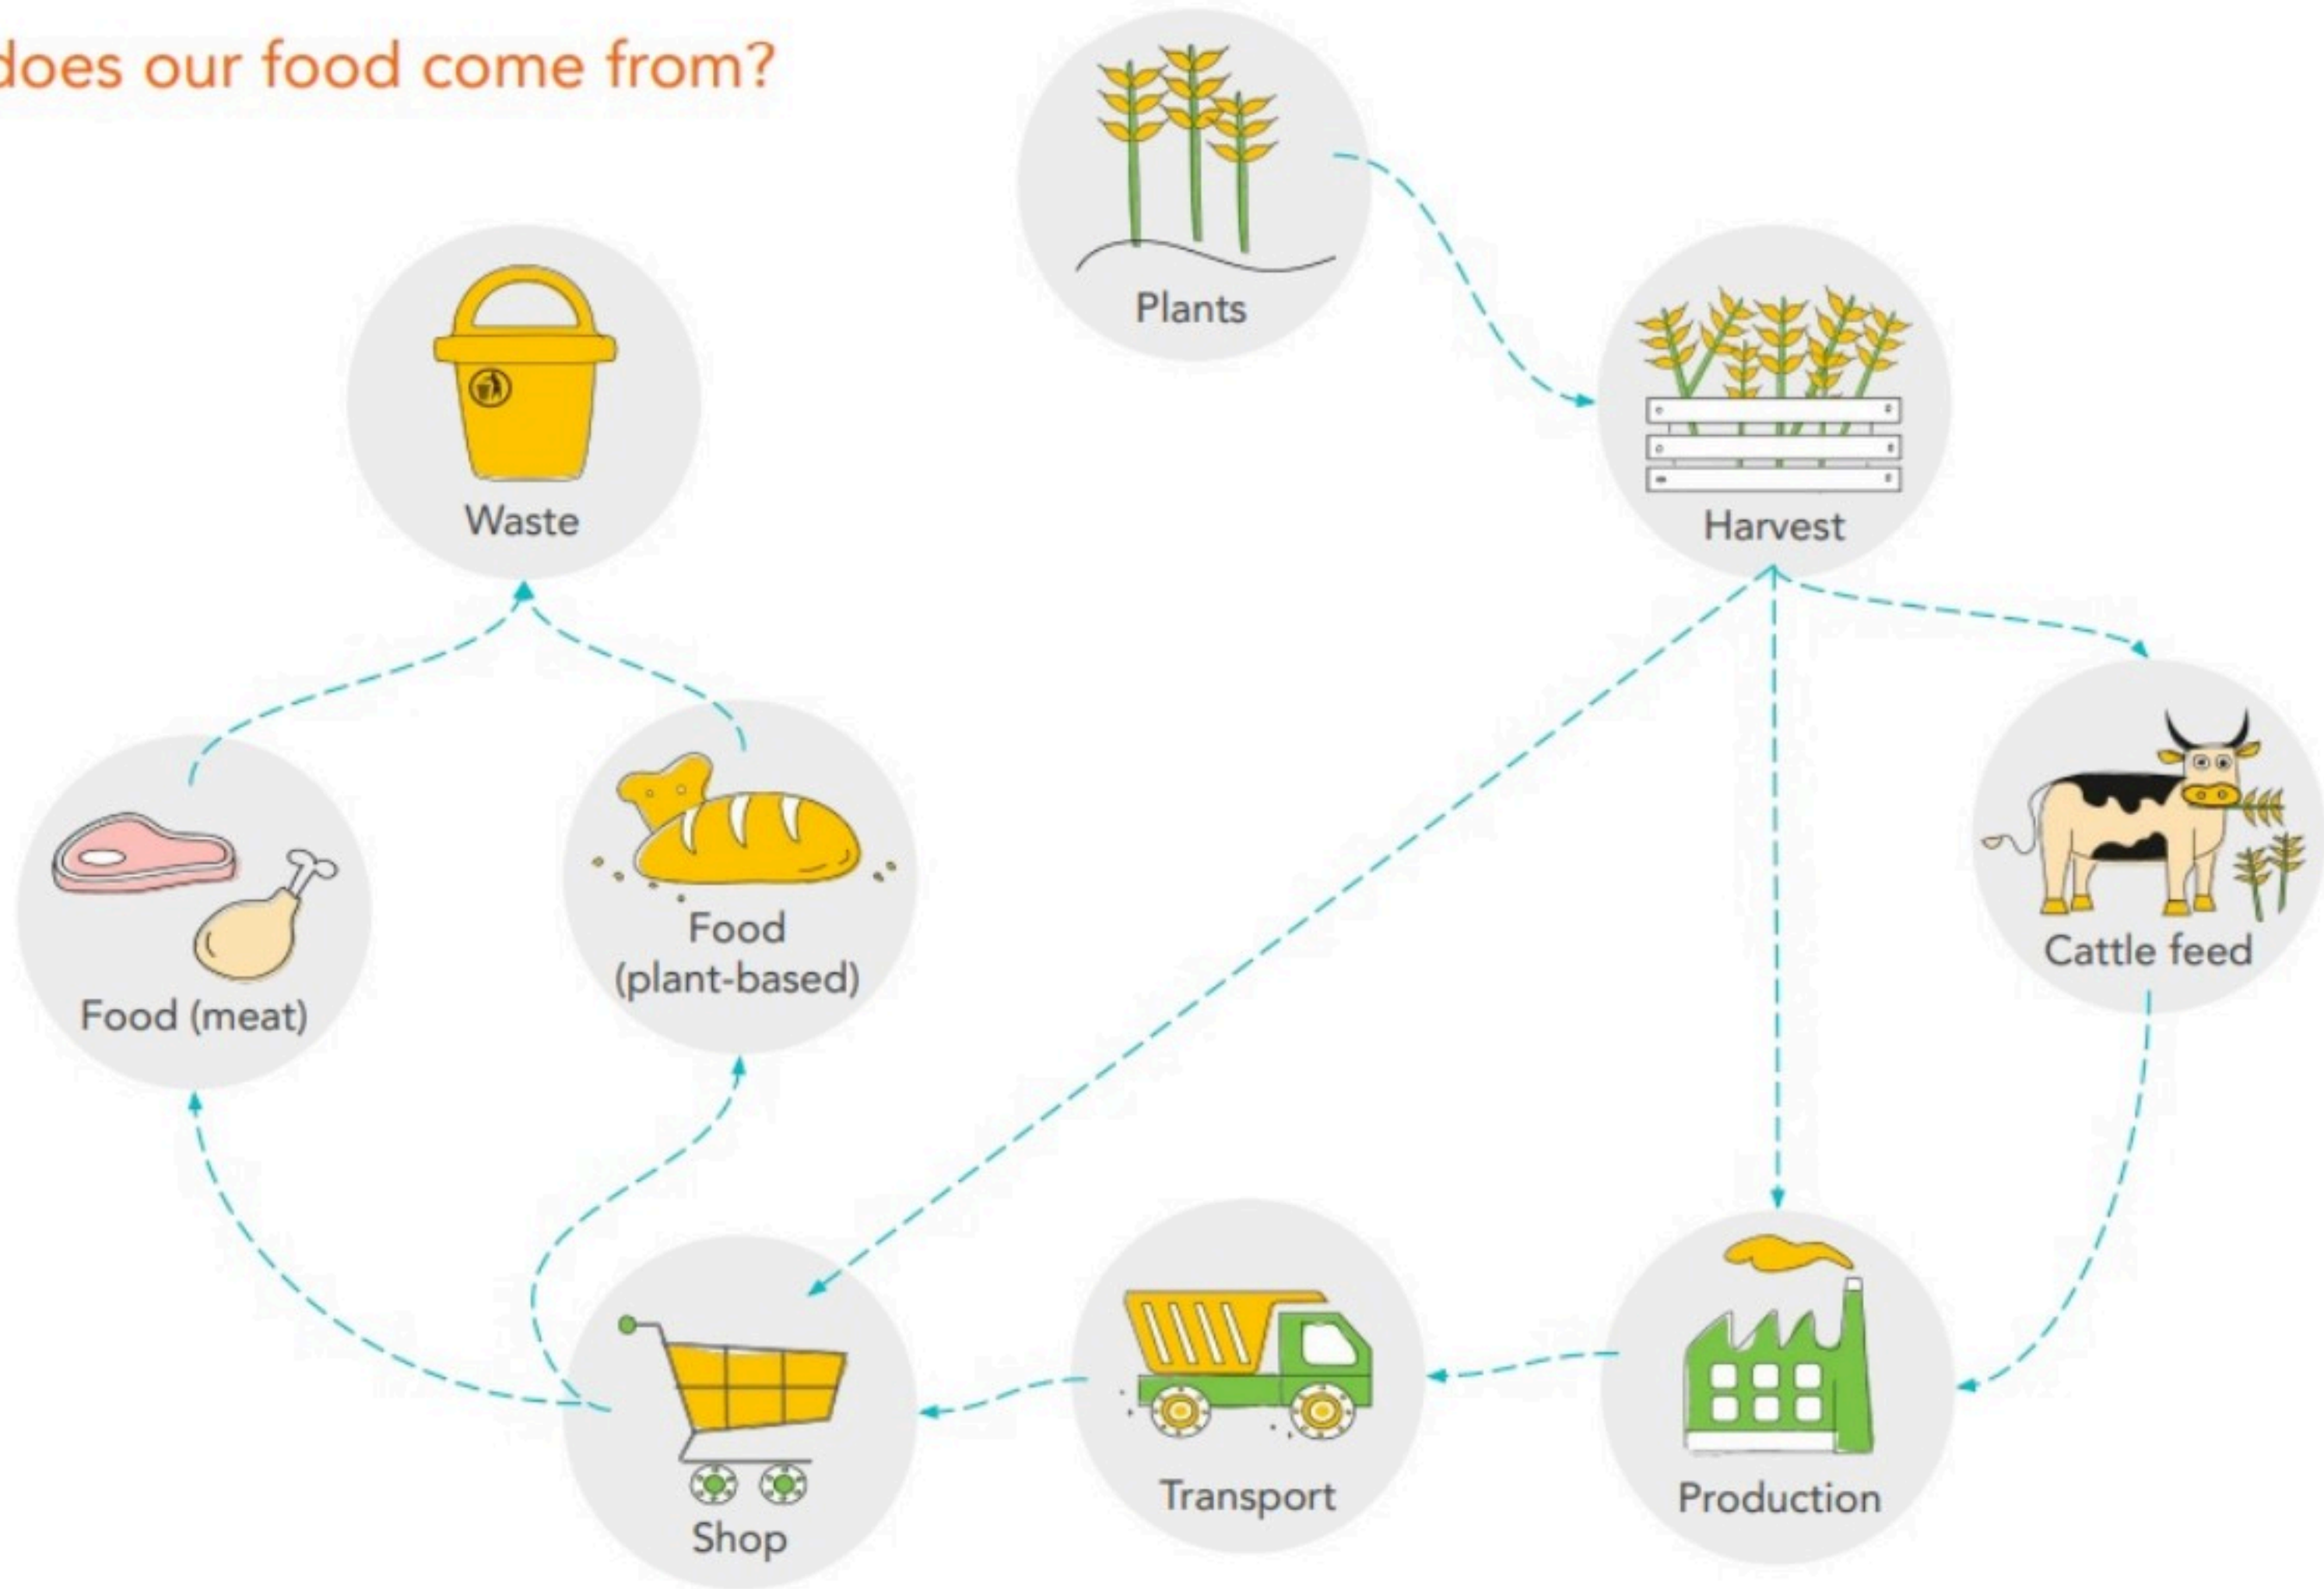 does our food come from?
Plants
Waste
Harvest
Food
(plant-based)
Cattle feed
Food (meat)
Transport
Production
Shop